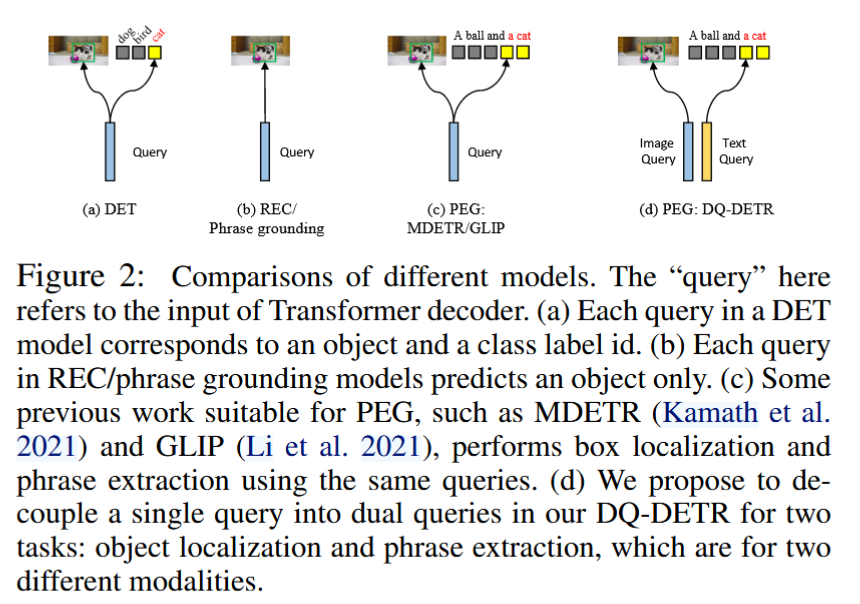 dog bird cat
A ball and a cat
A ball and a cat
Query
Query
Query
Image Query
Text Query
(a) DET
(b) REC/
Phrase grounding
(c) PEG:
MDETR/GLIP
(d) PEG: DQ-DETR
Figure 2: Comparisons of different models. The “query” here
refers to the input of Transformer decoder. (a) Each query in a DET
model corresponds to an object and a class label id. (b) Each query
in REC/phrase grounding models predicts an object only. (c) Some
previous work suitable for PEG, such as MDETR (Kamath et al.
2021) and GLIP (Li et al. 2021), performs box localization and
phrase extraction using the same queries. (d) We propose to de-
couple a single query into dual queries in our DQ-DETR for two
tasks: object localization and phrase extraction, which are for two
different modalities.